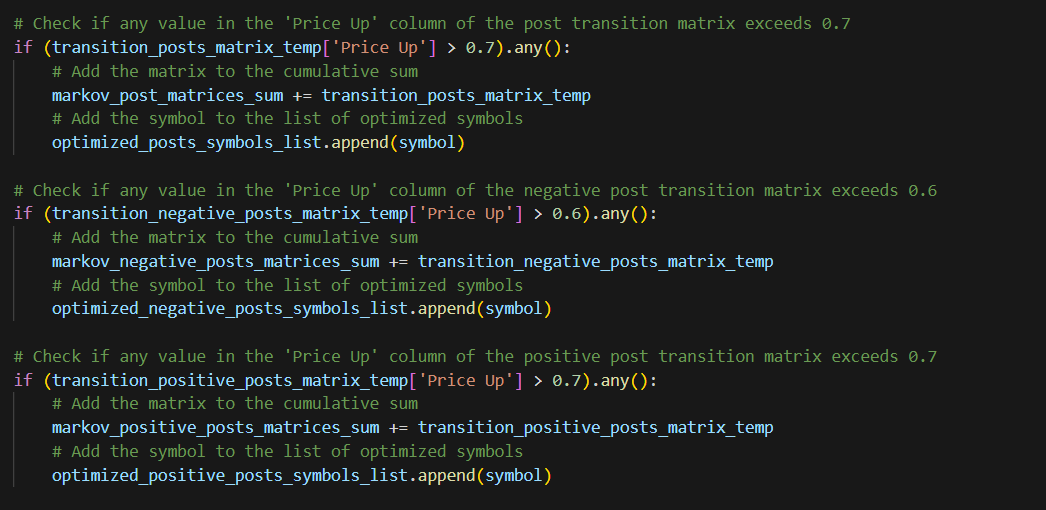 # Check if any value in the 'Price Up' column of the post transition matrix exceeds 0.7
if (transition_posts_matrix_temp['Price Up'] > 0.7).any():
    # Add the matrix to the cumulative sum
    markov_post_matrices_sum += transition_posts_matrix_temp
    # Add the symbol to the list of optimized symbols
    optimized_posts_symbols_list.append(symbol)

# Check if any value in the 'Price Up' column of the negative post transition matrix exceeds 0.6
if (transition_negative_posts_matrix_temp['Price Up'] > 0.6).any():
    # Add the matrix to the cumulative sum
    markov_negative_posts_matrices_sum += transition_negative_posts_matrix_temp
    # Add the symbol to the list of optimized symbols
    optimized_negative_posts_symbols_list.append(symbol)

# Check if any value in the 'Price Up' column of the positive post transition matrix exceeds 0.7
if (transition_positive_posts_matrix_temp['Price Up'] > 0.7).any():
    # Add the matrix to the cumulative sum
    markov_positive_posts_matrices_sum += transition_positive_posts_matrix_temp
    # Add the symbol to the list of optimized symbols
    optimized_positive_posts_symbols_list.append(symbol)